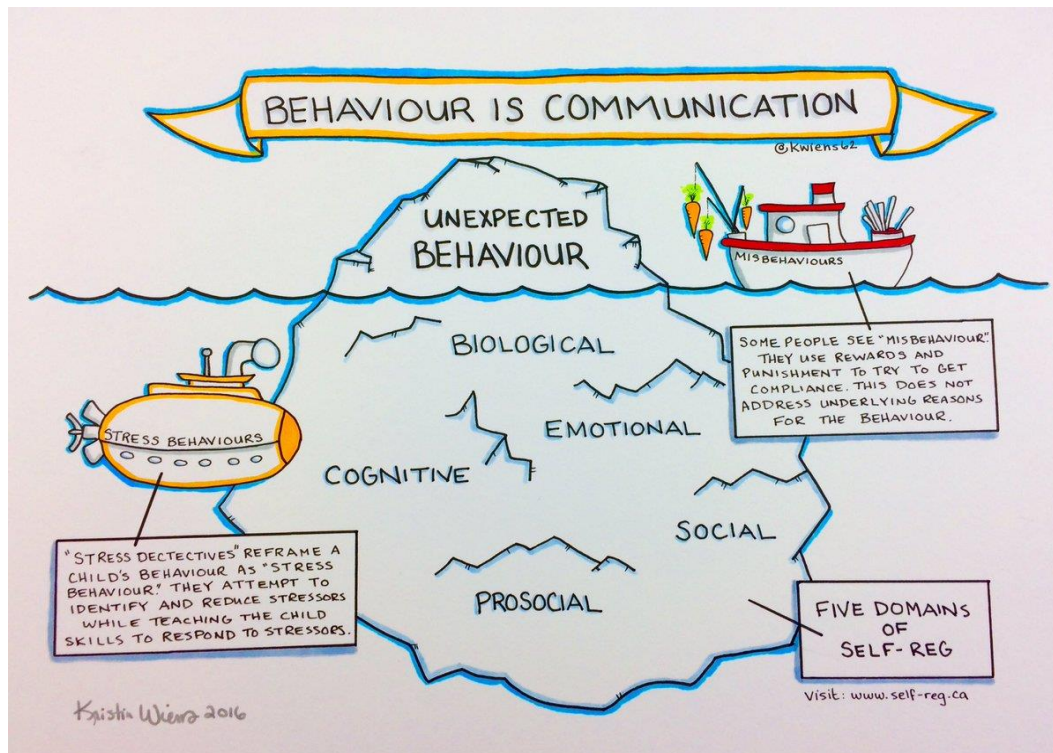 BEHAVIOUR IS COMMUNICATION
@kwiens62
UNEXPECTED
BEHAVIOUR
MISBEHAVIOURS
SOME PEOPLE SEE "MISBEHAVIOUR."
THEY USE REWARDS AND
PUNISHMENT TO TRY TO GET
COMPLIANCE. THIS DOES NOT
ADDRESS UNDERLYING REASONS
FOR THE BEHAVIOUR.
BIOLOGICAL
EMOTIONAL
COGNITIVE
SOCIAL
PROSOCIAL
STRESS BEHAVIOURS
"STRESS DECTECTIVES" REFRAME A
CHILD'S BEHAVIOUR AS "STRESS
BEHAVIOUR." THEY ATTEMPT TO
IDENTIFY AND REDUCE STRESSORS
WHILE TEACHING THE CHILD
SKILLS TO RESPOND TO STRESSORS.
FIVE DOMAINS
OF
SELF-REG
Visit: www.self-reg.ca
Kristin Wiens 2016